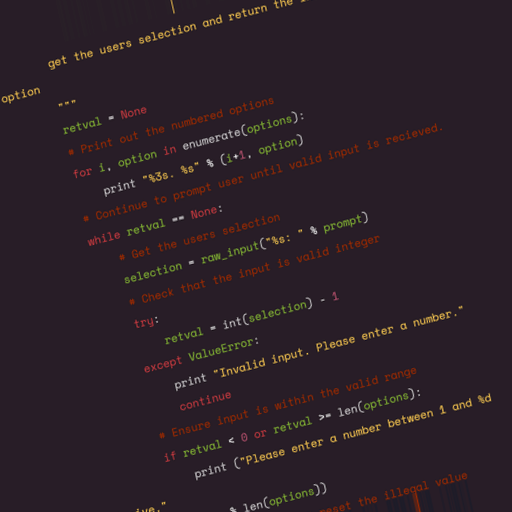 get the users selection and return the
option
"""
retval = None
# Print out the numbered options
for i, option in enumerate(options):
print "%3s. %s" % (i+1, option)
# Continue to prompt user until valid input is recieved.
while retval == None:
# Get the users selection
selection = raw_input("%s: " % prompt)
# Check that the input is valid integer
try:
retval = int(selection) - 1
except ValueError:
print "Invalid input. Please enter a number."
continue
# Ensure input is within the valid range
if retval < 0 or retval >= len(options):
print ("Please enter a number between 1 and %d
ive."
% len(options))
reset the illegal value